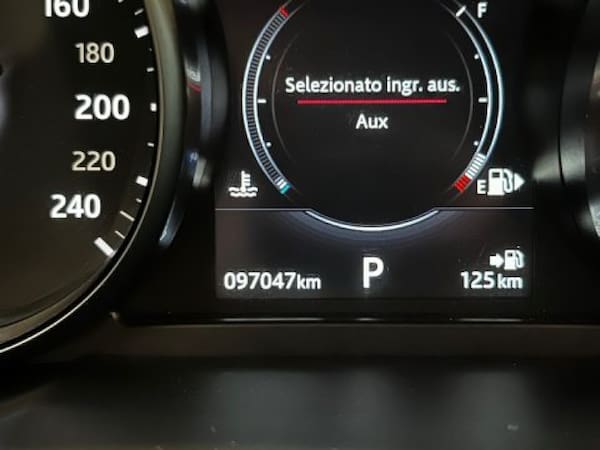 160
180
200
220
240
F
Selezionato ingr. aus.
Aux
E
097047km
P
125km